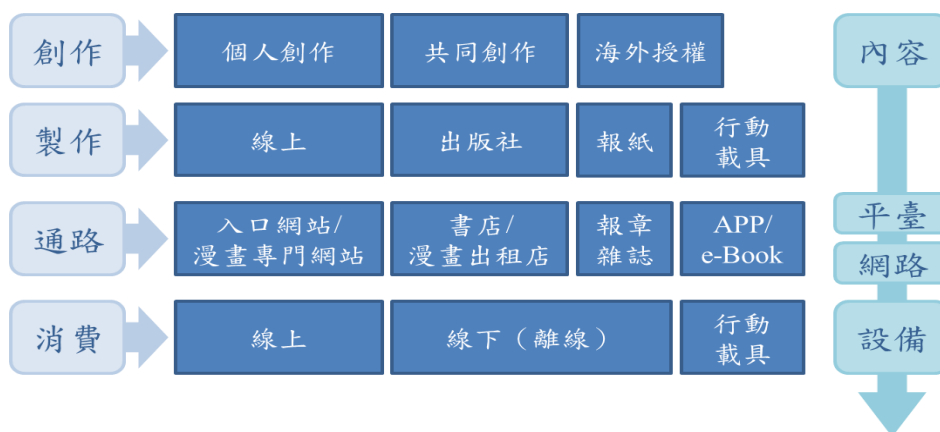 創作
個人創作
共同創作
海外授權
內容
製作
線上
出版社
報紙
行動
載具
通路
入口網站/
漫畫專門網站
書店/
漫畫出租店
報章
雜誌
APP/
e-Book
平臺
網路
消費
線上
線下（離線）
行動
載具
設備